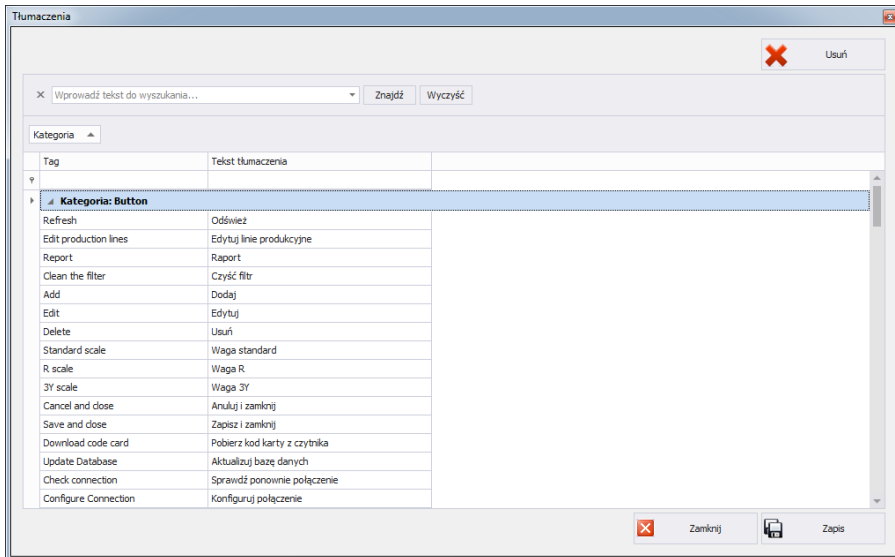 Tłumaczenia
Usuń
Wprowadź tekst do wyszukania...
Znajdź
Wyczyść
Kategoria
Tag Tekst tłumaczenia
Kategoria: Button
Refresh Odśwież
Edit production lines Edytuj linie produkcyjne
Report Raport
Clean the filter Czyść filtr
Add Dodaj
Edit Edytuj
Delete Usuń
Standard scale Waga standard
R scale Waga R
3Y scale Waga 3Y
Cancel and close Anuluj i zamknij
Save and close Zapisz i zamknij
Download code card Pobierz kod karty z czytnika
Update Database Aktualizuj bazę danych
Check connection Sprawdź ponownie połączenie
Configure Connection Konfiguruj połączenie
Zamknij
Zapis